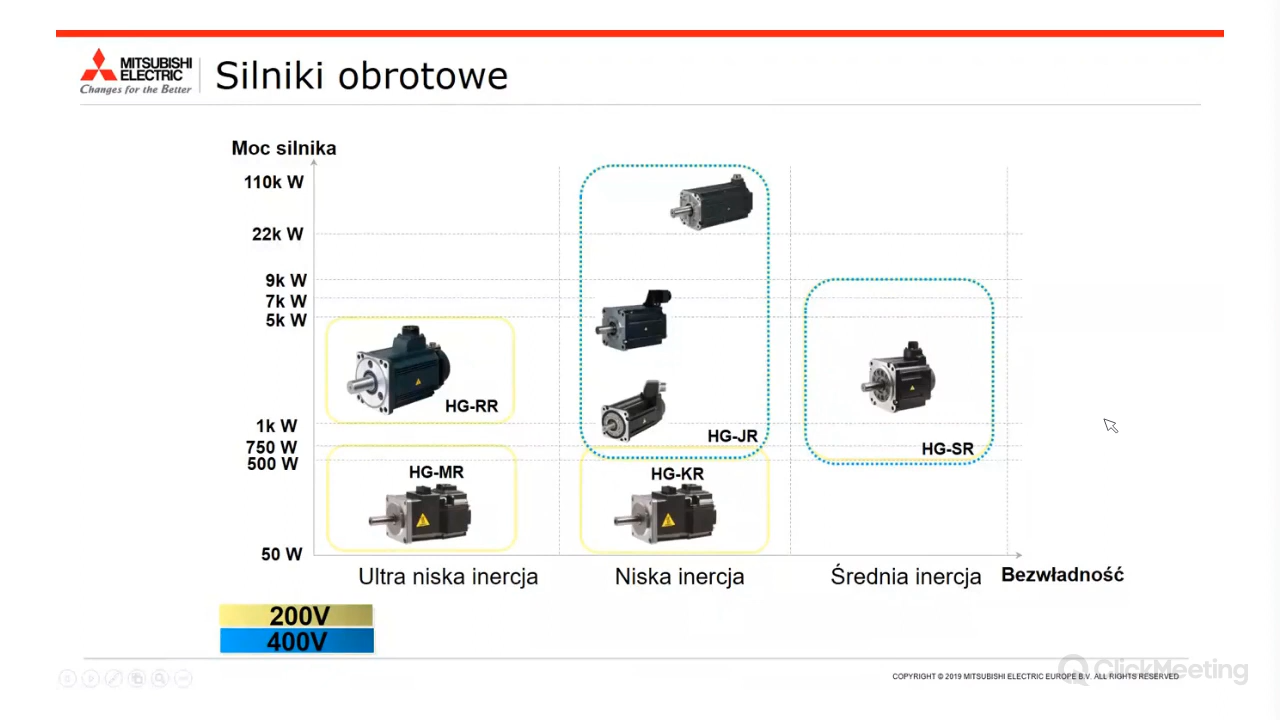 MITSUBISHI
ELECTRIC
Changes for the Better
Silniki obrotowe
Moc silnika
110k W
22k W
9k W
7k W
5k W
1k W
750 W
500 W
50 W
HG-RR
HG-MR
HG-JR
HG-KR
HG-SR
Ultra niska inercja
Niska inercja
Średnia inercja
Bezwładność
200V
400V
COPYRIGHT © 2019 MITSUBISHI ELECTRIC EUROPE B.V. ALL RIGHTS RESERVED
ClickMeeting